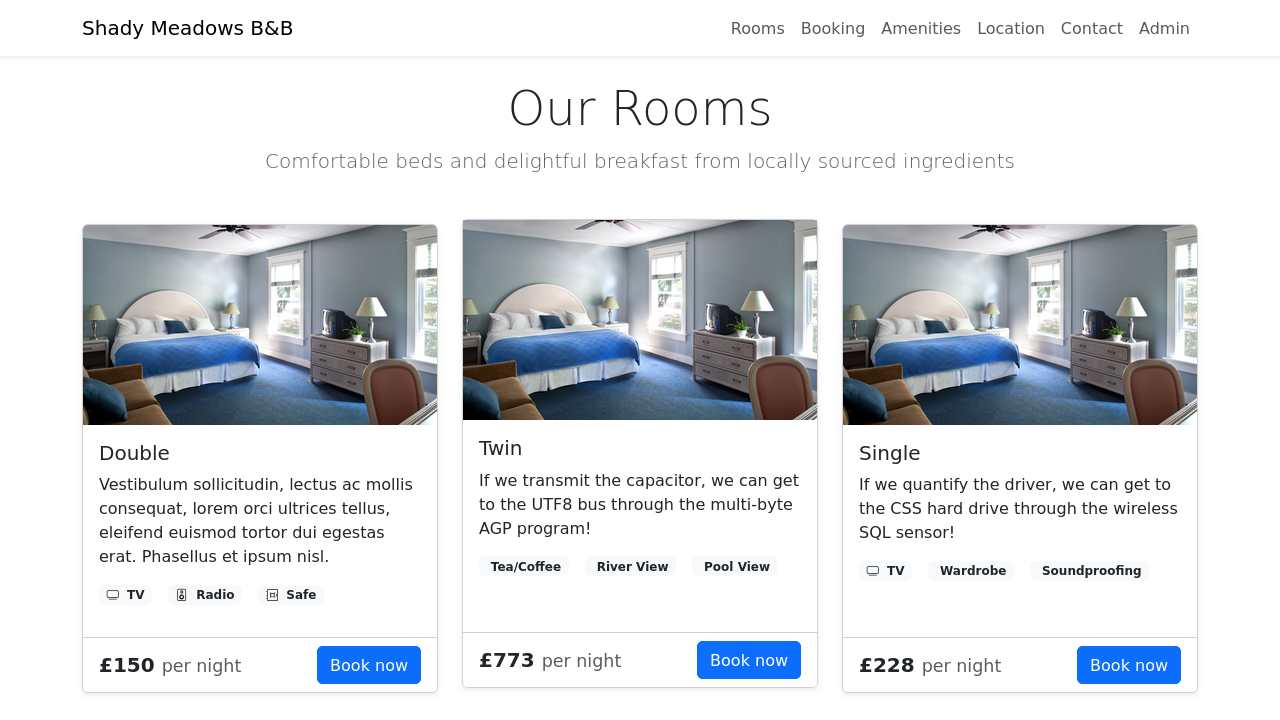 Shady Meadows B&B
Rooms Booking Amenities Location Contact Admin
Our Rooms
Comfortable beds and delightful breakfast from locally sourced ingredients
Double
Vestibulum sollicitudin, lectus ac mollis
consequat, lorem orci ultrices tellus,
eleifend euismod tortor dui egestas
erat. Phasellus et ipsum nisl.
TV Radio Safe
£150 per night Book now
Twin
If we transmit the capacitor, we can get
to the UTF8 bus through the multi-byte
AGP program!
Tea/Coffee River View Pool View
£773 per night Book now
Single
If we quantify the driver, we can get to
the CSS hard drive through the wireless
SQL sensor!
TV Wardrobe Soundproofing
£228 per night Book now